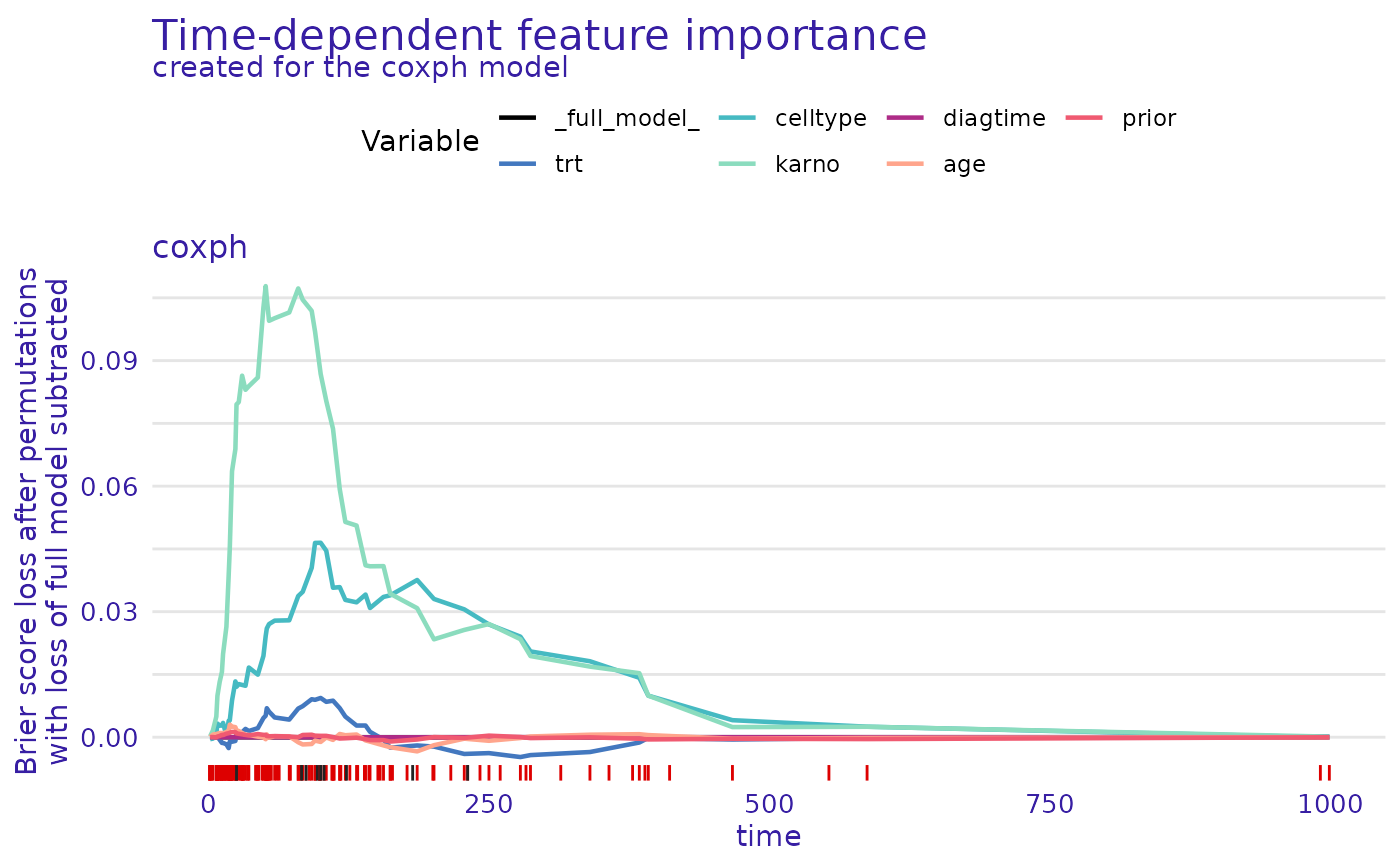 Time-dependent feature importance
created for the coxph model
Variable
_full_model_ celltype diagtime prior
trt karno age
coxph
Brier score loss after permutations
with loss of full model subtracted
0.09
0.06
0.03
0.00
0 250 500 750 1000
time